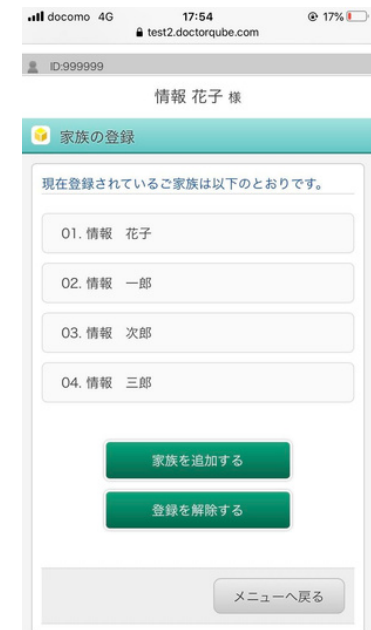 docomo 4G 17:54 17%
test2.doctorqube.com
ID:999999
情報 花子 様
家族の登録
現在登録されているご家族は以下のとおりです。
01. 情報　花子
02. 情報　一郎
03. 情報　次郎
04. 情報　三郎
家族を追加する
登録を解除する
メニューへ戻る